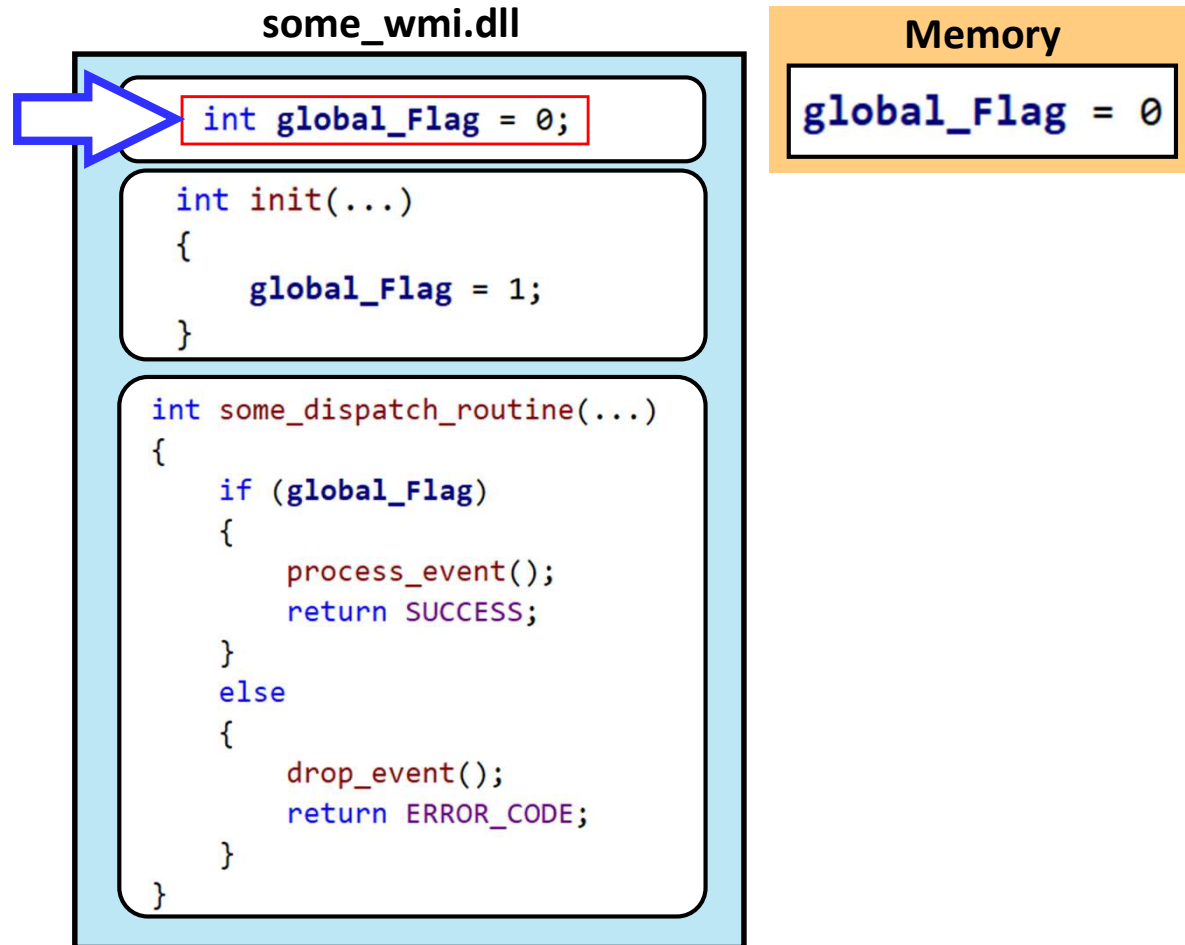 some_wmi.dll
int global_Flag = 0;
int init(...)
{
global_Flag = 1;
}
int some_dispatch_routine(...)
{
if (global_Flag)
{
process_event();
return SUCCESS;
}
else
{
drop_event();
return ERROR_CODE;
}
}
Memory
global_Flag = 0